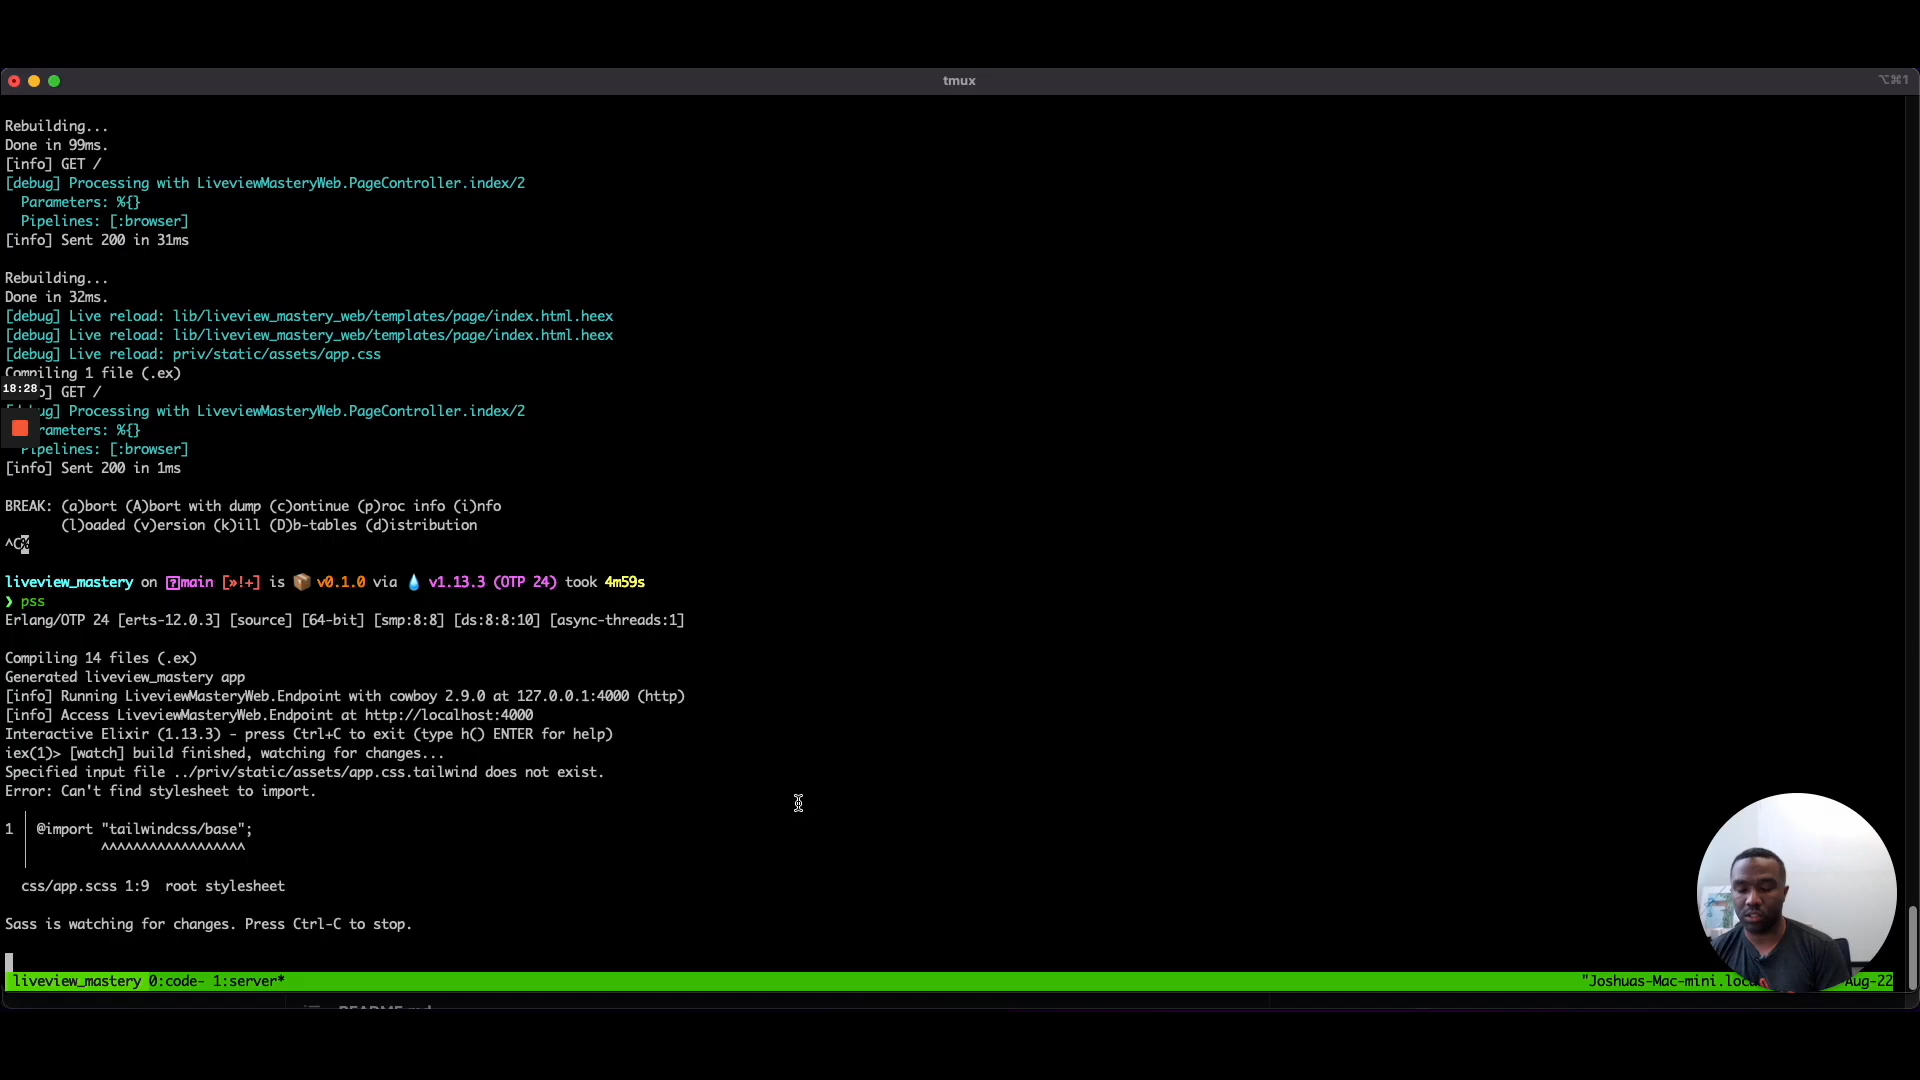 tmux
⌥⌘1
Rebuilding...
Done in 99ms.
[info] GET /
[debug] Processing with LiveviewMasteryWeb.PageController.index/2
Parameters: %{}
Pipelines: [:browser]
[info] Sent 200 in 31ms
Rebuilding...
Done in 32ms.
[debug] Live reload: lib/liveview_mastery_web/templates/page/index.html.heex
[debug] Live reload: lib/liveview_mastery_web/templates/page/index.html.heex
[debug] Live reload: priv/static/assets/app.css
Compiling 1 file (.ex)
18:28
GET /
Processing with LiveviewMasteryWeb.PageController.index/2
%{}
Pipelines: [:browser]
[info] Sent 200 in 1ms
BREAK: (a)bort (A)bort with dump (c)ontinue (p)roc info (i)nfo
(l)oaded (v)ersion (k)ill (D)b-tables (d)istribution
^C%
liveview_mastery on main [»!+] is 📦 v0.1.0 via 💧 v1.13.3 (OTP 24) took 4m59s
❯ pss
Erlang/OTP 24 [erts-12.0.3] [source] [64-bit] [smp:8:8] [ds:8:8:10] [async-threads:1]
Compiling 14 files (.ex)
Generated liveview_mastery app
[info] Running LiveviewMasteryWeb.Endpoint with cowboy 2.9.0 at 127.0.0.1:4000 (http)
[info] Access LiveviewMasteryWeb.Endpoint at http://localhost:4000
Interactive Elixir (1.13.3) - press Ctrl+C to exit (type h() ENTER for help)
iex(1)> [watch] build finished, watching for changes...
Specified input file ../priv/static/assets/app.css.tailwind does not exist.
Error: Can't find stylesheet to import.
1 │ @import "tailwindcss/base";
^^^^^^^^^^^^^^^^^^
css/app.scss 1:9 root stylesheet
Sass is watching for changes. Press Ctrl-C to stop.
liveview_mastery 0:code- 1:server* "Joshuas-Mac-mini.loca Aug-22